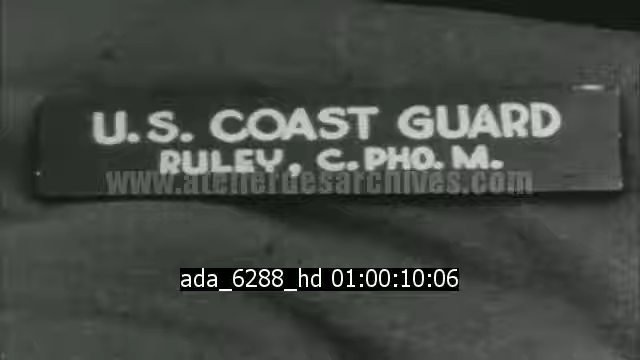 U.S. COAST GUARD
RULEY, C. PHO. M.
www.atelierdesarchives.com
ada_6288_hd 01:00:10:06